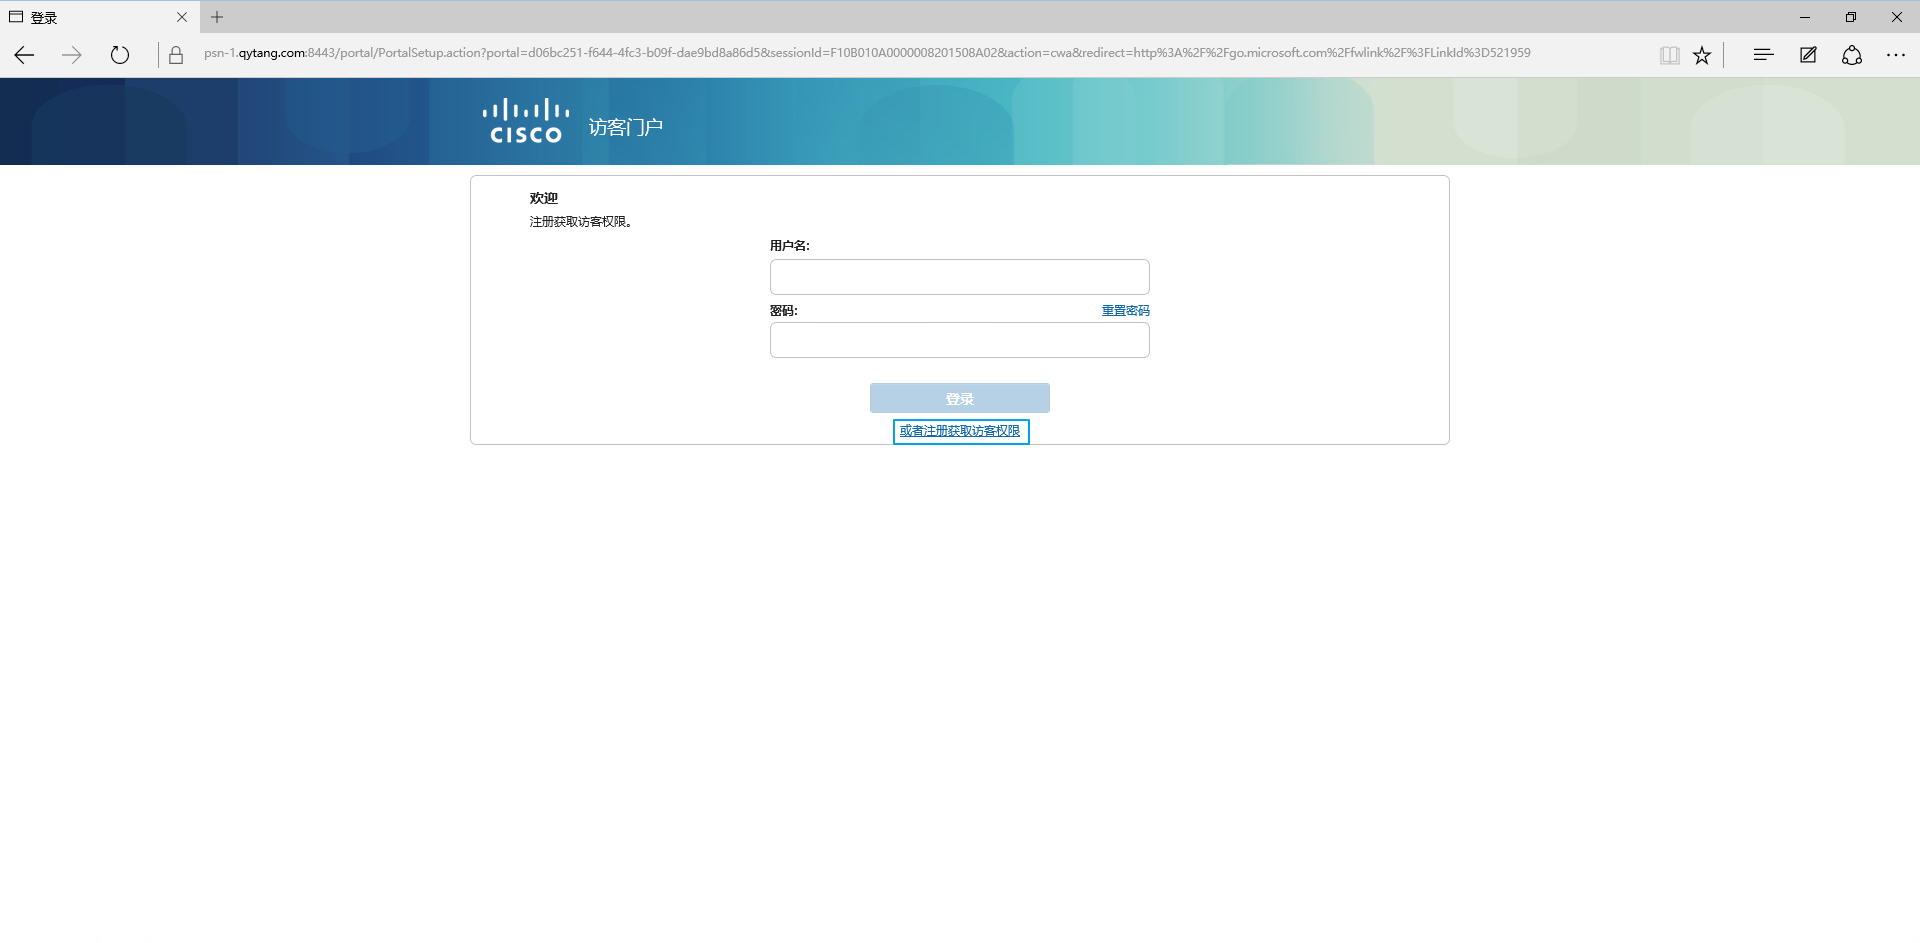 登录
psn-1.qytang.com:8443/portal/PortalSetup.action?portal=d06bc251-f644-4fc3-b09f-dae9bd8a86d5&sessionId=F10B010A0000008201508A02&action=cwa&redirect=http%3A%2F%2Fgo.microsoft.com%2Ffwlink%2F%3FLinkId%3D521959
CISCO 访客门户
欢迎
注册获取访客权限。
用户名:
密码: 重置密码
登录
或者注册获取访客权限